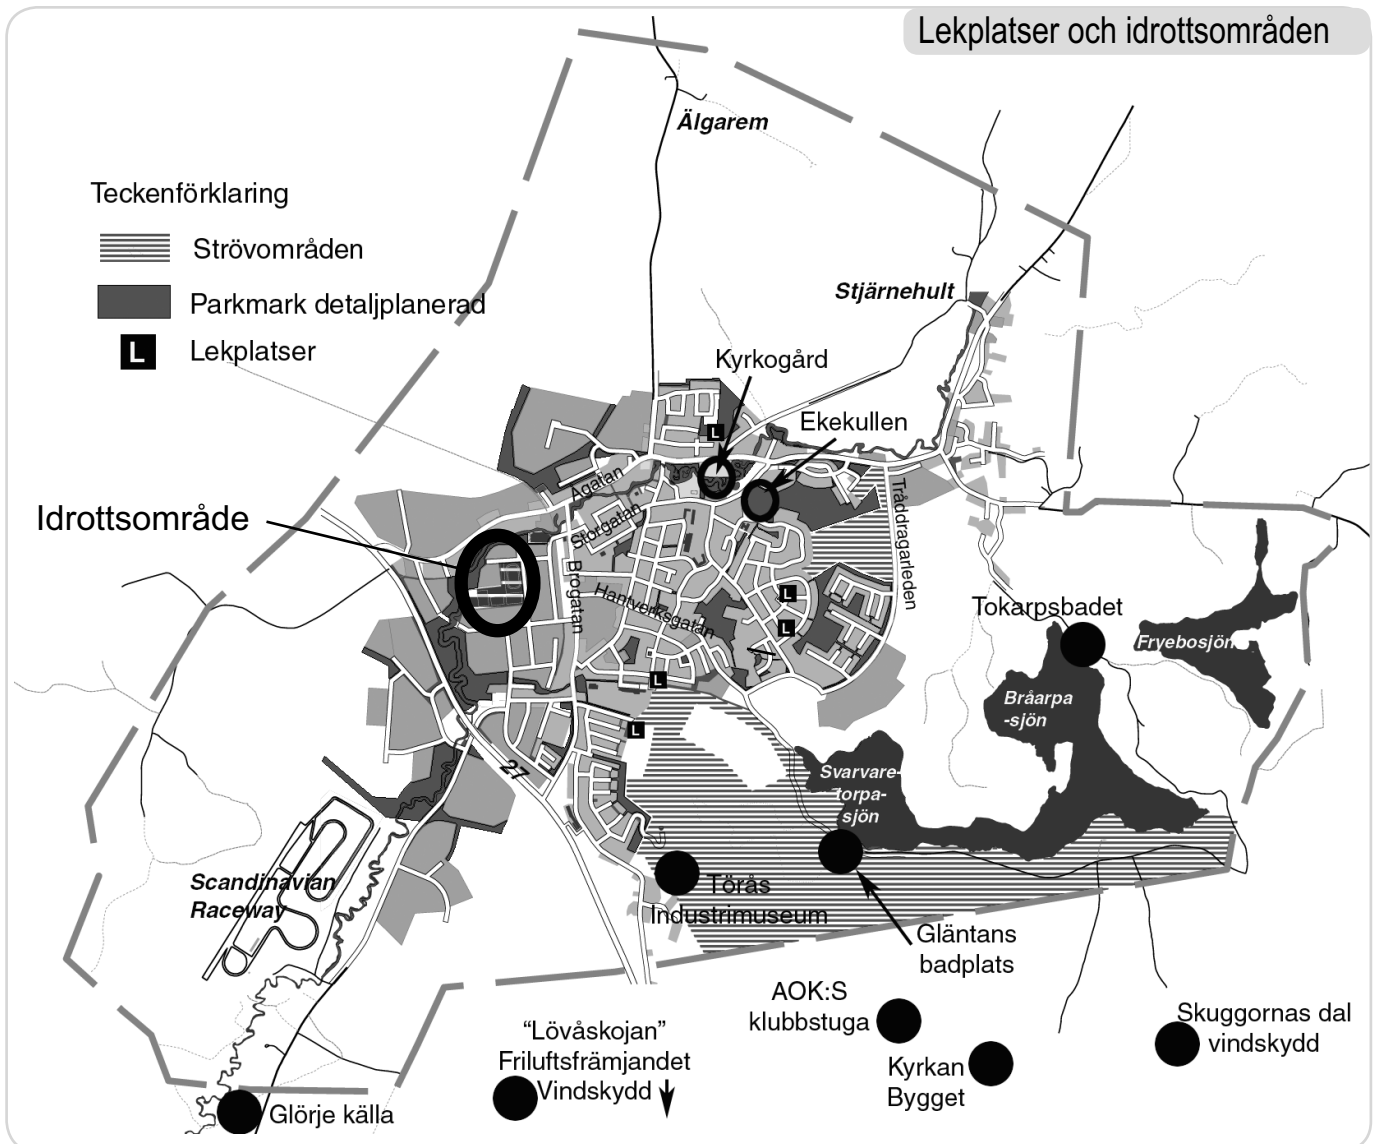 Lekplatser och idrottsområden
Älgarem
Teckenförklaring
Strövområden
Parkmark detaljplanerad
L
Lekplatser
Stjärnehult
Kyrkogård
Ekekullen
L
Ågatan
Storgatan
Tråddragarleden
Idrottsområde
Brogatan
Hantverksgatan
L
L
Tokarpsbadet
Fryebosjön
L
Bråarpa
-sjön
L
27
Svarvare-
torpa-
sjön
Scandinavian
Raceway
Törås
Industrimuseum
Gläntans
badplats
AOK:S
klubbstuga
Skuggornas dal
vindskydd
“Lövåskojan”
Friluftsfrämjandet
Vindskydd
Kyrkan
Bygget
Glörje källa